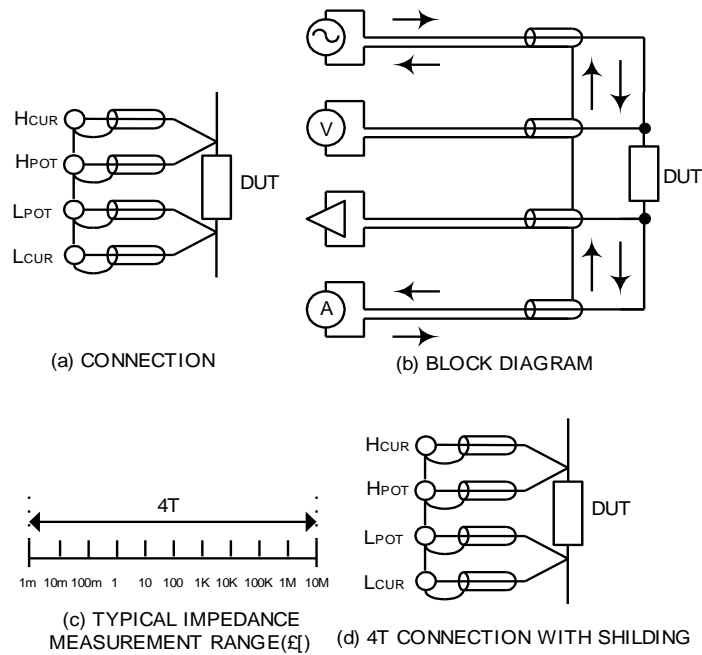 HCUR
HPOT
LPOT
LCUR
DUT
(a) CONNECTION
V
A
DUT
(b) BLOCK DIAGRAM
4T
1m 10m 100m 1 10 100 1K 10K 100K 1M 10M
(c) TYPICAL IMPEDANCE
MEASUREMENT RANGE(£[)
HCUR
HPOT
LPOT
LCUR
DUT
(d) 4T CONNECTION WITH SHILDING